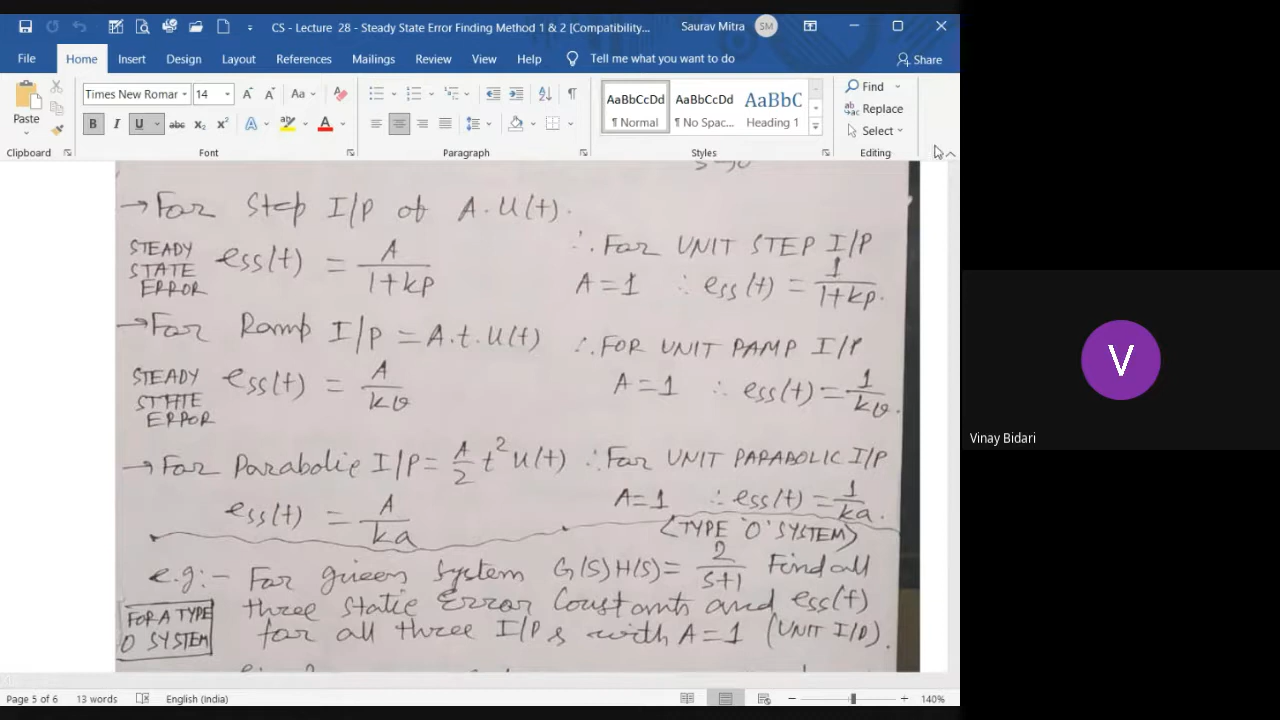 CS - Lecture 28 - Steady State Error Finding Method 1 & 2 [Compatibility... Saurav Mitra SM
File Home Insert Design Layout References Mailings Review View Help Tell me what you want to do Share
Paste Times New Romar 14 Aa AaBbCcDd AaBbCcDd AaBbC Find
B I U abc x₂ x² A A ¶ Normal ¶ No Spac... Heading 1 Replace
Select
Clipboard Font Paragraph Styles Editing
→ For Step I/P of A.U(t).
STEADY STATE ERROR ess(t) = A/(1+kp)
∴ For UNIT STEP I/P
A=1 ∴ ess(t) = 1/(1+kp).
→ For Ramp I/P = A.t.U(t)
STEADY STATE ERROR ess(t) = A/kv
∴ FOR UNIT RAMP I/P
A=1 ∴ ess(t) = 1/kv.
→ For Parabolic I/P = A/2 t² U(t)
ess(t) = A/ka
∴ For UNIT PARABOLIC I/P
A=1 ∴ ess(t) = 1/ka.
(TYPE 'O' SYSTEM)
e.g:- For given System G(S)H(S) = 2/(S+1) Find all
three Static Error Constants and ess(t)
for all three I/P s with A=1 (UNIT I/P).
FOR A TYPE
O SYSTEM
V
Vinay Bidari
Page 5 of 6 13 words English (India) 140%